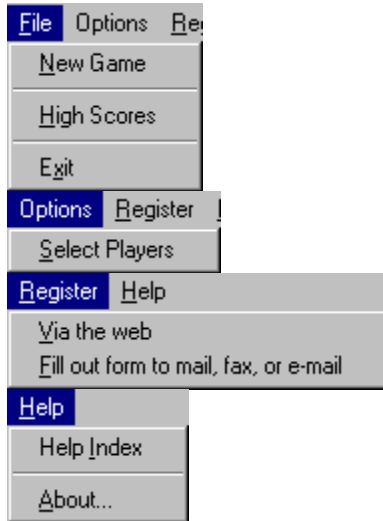 File Options Re
New Game
High Scores
Exit
Options Register
Select Players
Register Help
Via the web
Fill out form to mail, fax, or e-mail
Help
Help Index
About...